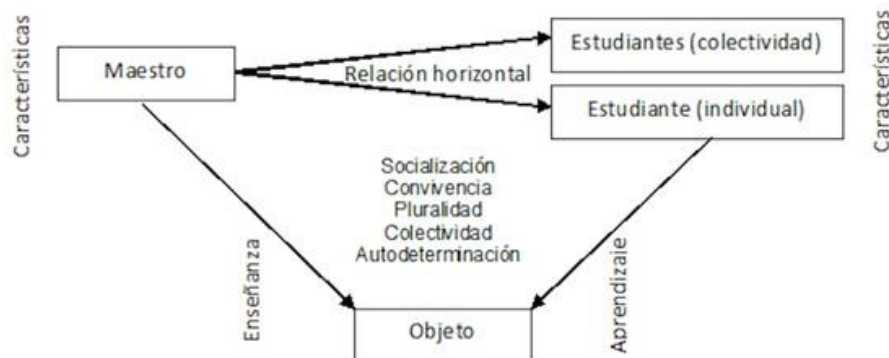 Características
Maestro
Relación horizontal
Estudiantes (colectividad)
Estudiante (individual)
Características
Socialización
Convivencia
Pluralidad
Colectividad
Autodeterminación
Enseñanza
Aprendizaje
Objeto